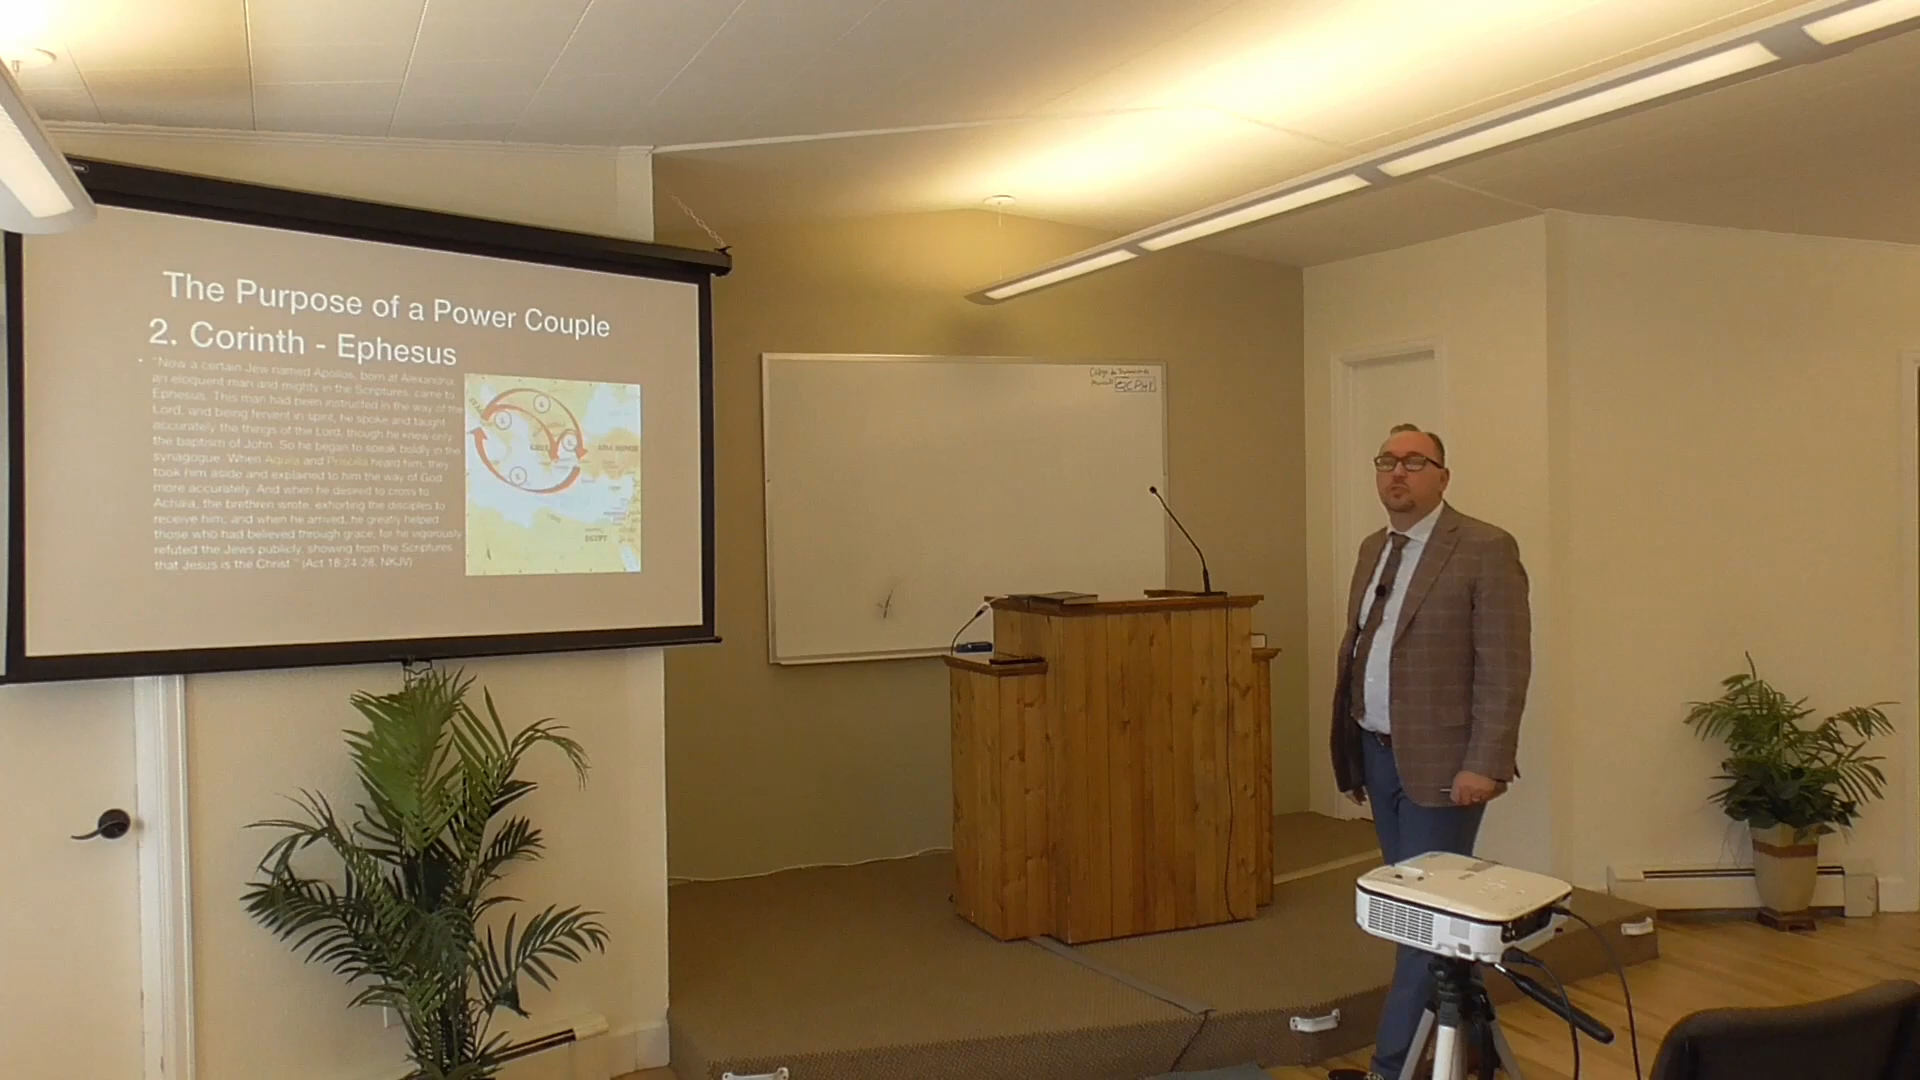 The Purpose of a Power Couple
2. Corinth - Ephesus
• "Now a certain Jew named Apollos, born at Alexandria,
an eloquent man and mighty in the Scriptures, came to
Ephesus. This man had been instructed in the way of the
Lord; and being fervent in spirit, he spoke and taught
accurately the things of the Lord, though he knew only
the baptism of John. So he began to speak boldly in the
synagogue. When Aquila and Priscilla heard him, they
took him aside and explained to him the way of God
more accurately. And when he desired to cross to
Achaia, the brethren wrote, exhorting the disciples to
receive him; and when he arrived, he greatly helped
those who had believed through grace; for he vigorously
refuted the Jews publicly, showing from the Scriptures
that Jesus is the Christ." (Act 18:24-28, NKJV)
ASIA MINOR
EGYPT